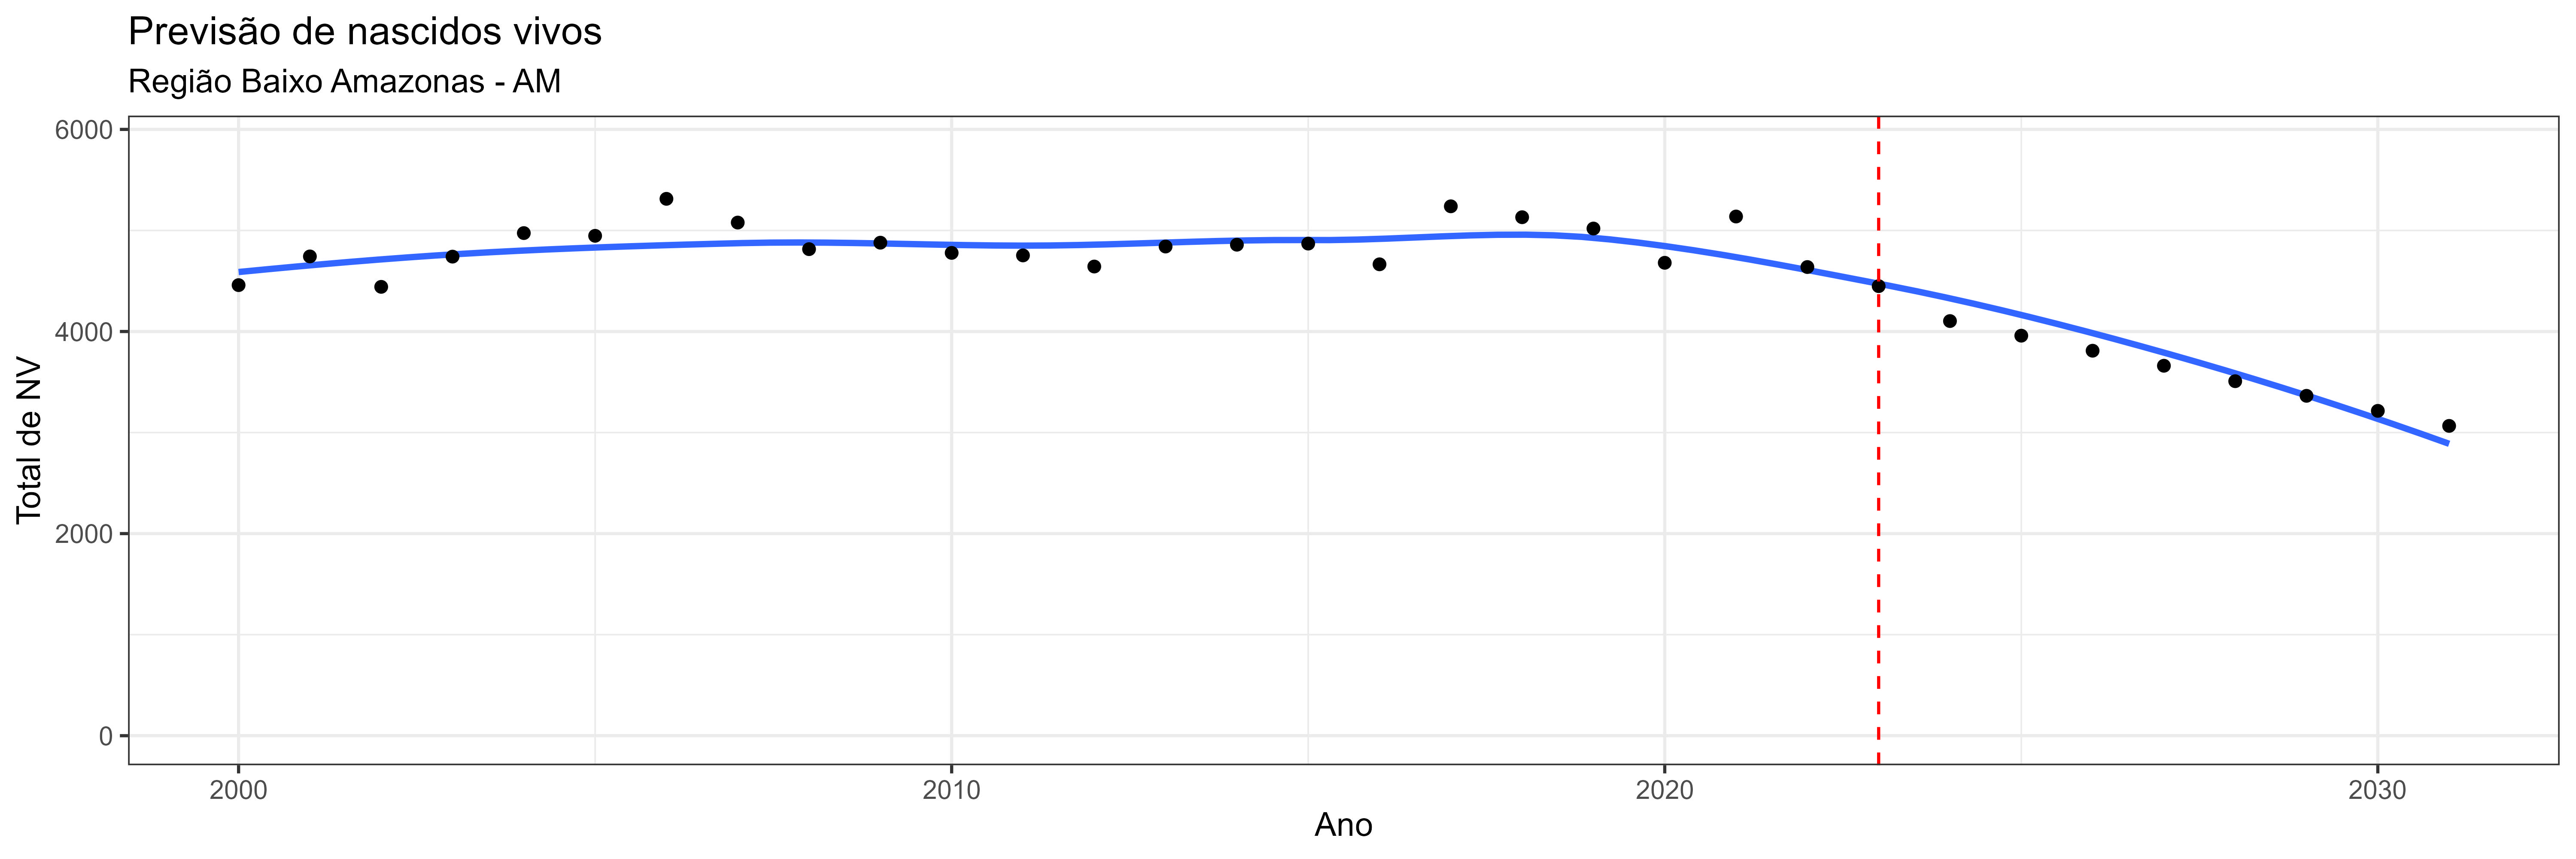 Previsão de nascidos vivos
Região Baixo Amazonas - AM
6000
4000
2000
0
Total de NV
2000
2010
2020
2030
Ano